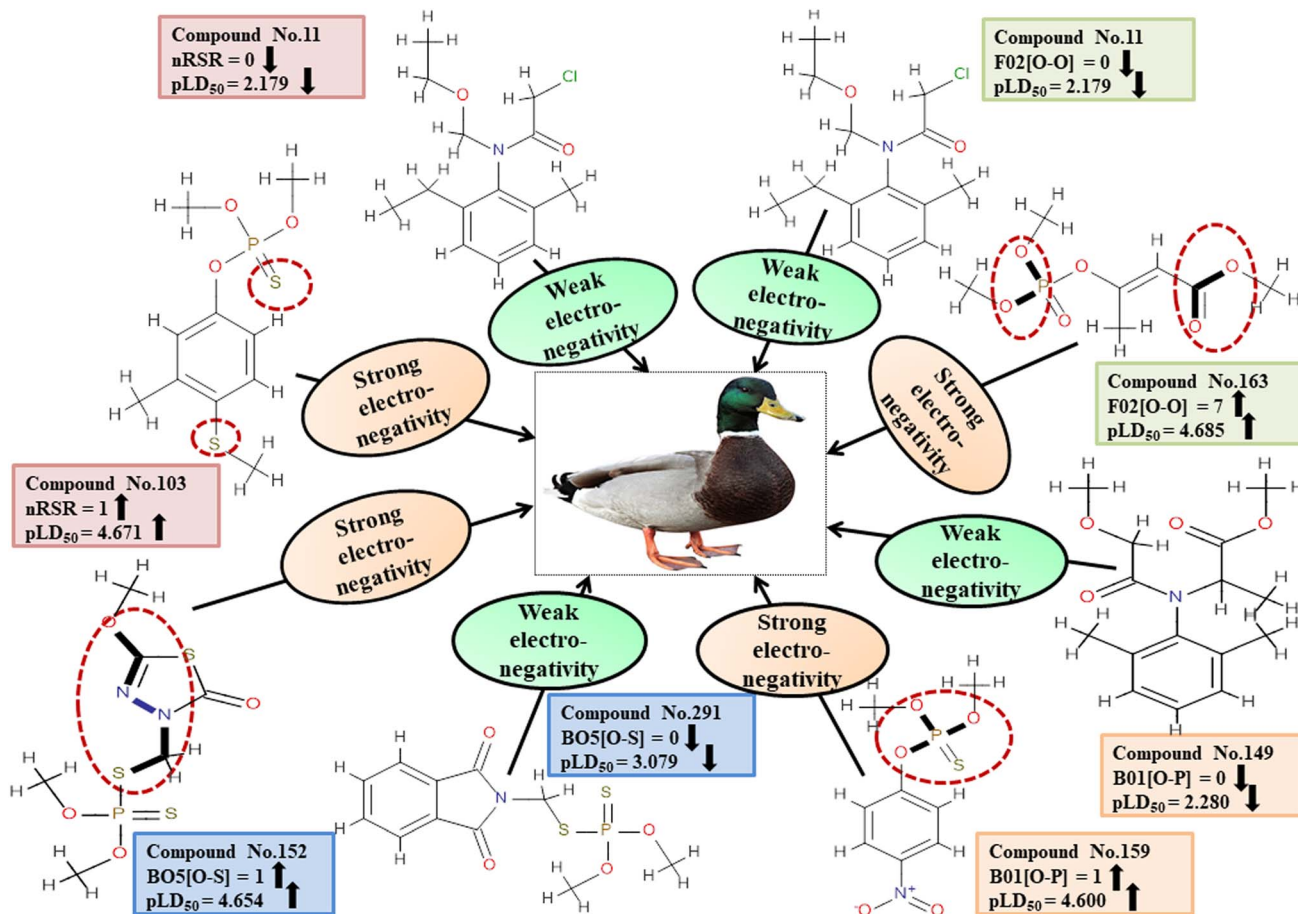 Compound No.11
nRSR = 0
pLD50 = 2.179
Compound No.11
F02[O-O] = 0
pLD50 = 2.179
Weak
electro-
negativity
Weak
electro-
negativity
Strong
electro-
negativity
Strong
electro-
negativity
Compound No.163
F02[O-O] = 7
pLD50 = 4.685
Compound No.103
nRSR = 1
pLD50 = 4.671
Strong
electro-
negativity
Weak
electro-
negativity
Weak
electro-
negativity
Strong
electro-
negativity
Compound No.291
BO5[O-S] = 0
pLD50 = 3.079
Compound No.149
B01[O-P] = 0
pLD50 = 2.280
Compound No.152
BO5[O-S] = 1
pLD50 = 4.654
Compound No.159
B01[O-P] = 1
pLD50 = 4.600